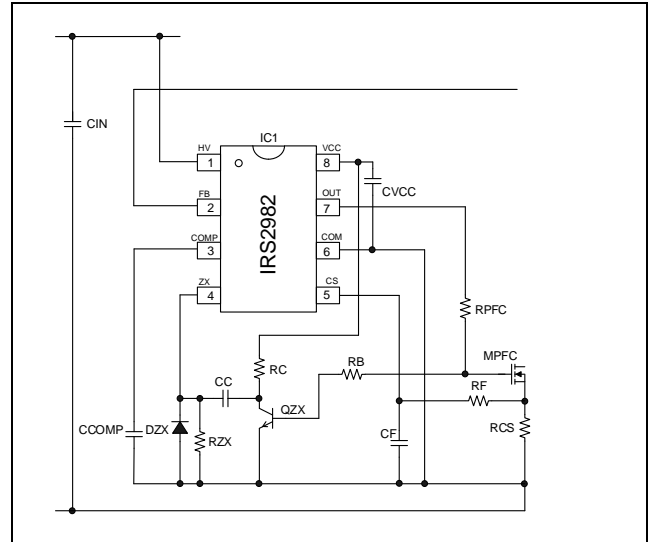 CIN
IC1
HV
1
FB
2
COMP
3
ZX
4
IRS2982
VCC
8
OUT
7
COM
6
CS
5
CVCC
RPFC
MPFC
RC
RB
RF
CC
QZX
RCS
CCOMP
DZX
RZX
CF